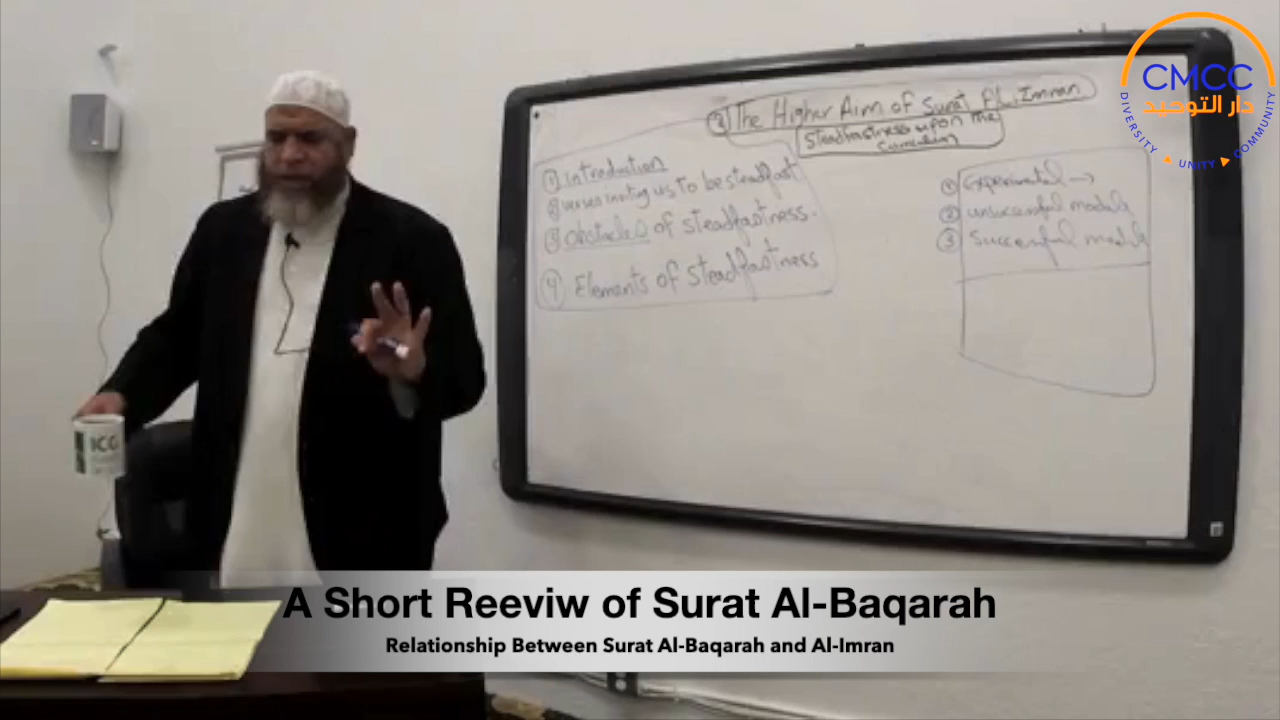 CMCC
دار التوحيد
DIVERSITY ▲ UNITY ▲ COMMUNITY
② The Higher Aim of Surat AL-Imran
Steadfastness upon the
curriculum
① introduction
② verses inviting us to be steadfast
③ obstacles of steadfastness.
④ Elements of steadfastness
① Experimental →
② unsuccessful models
③ Successful models
ICG
A Short Reeviw of Surat Al-Baqarah
Relationship Between Surat Al-Baqarah and Al-Imran